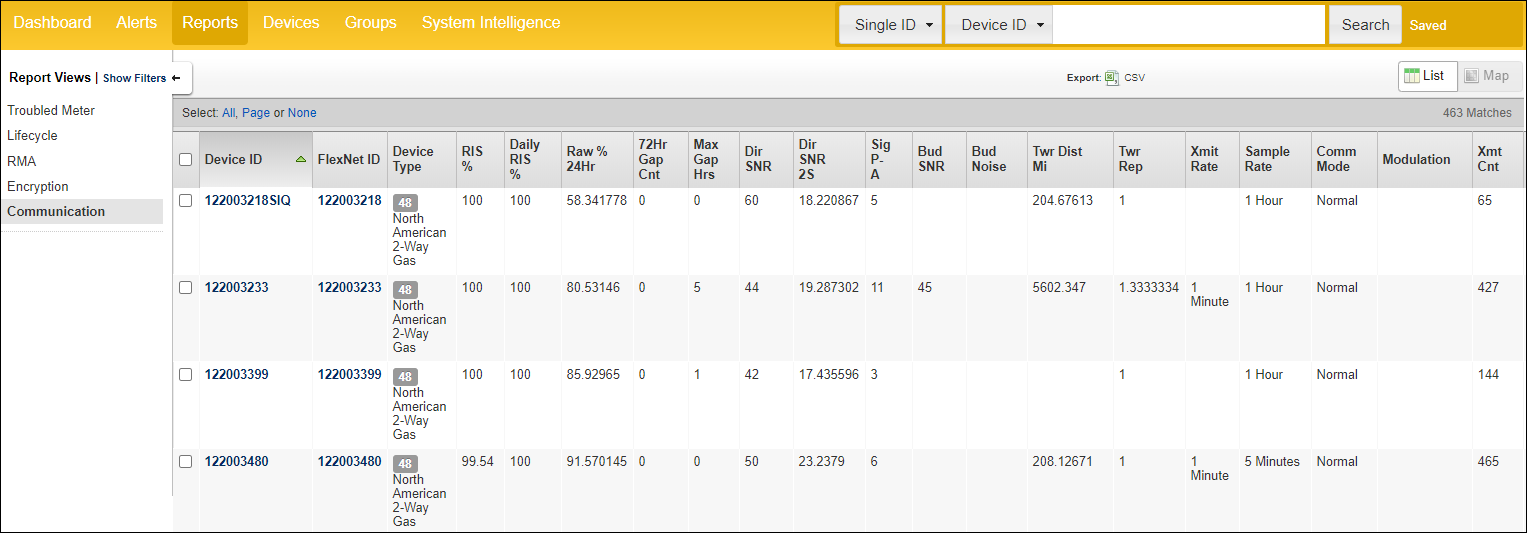 Dashboard Alerts Reports Devices Groups System Intelligence Single ID Device ID Search Saved
Report Views | Show Filters
Export: CSV List Map
Troubled Meter
Lifecycle
RMA
Encryption
Communication
Select: All, Page or None 463 Matches
Device ID FlexNet ID Device Type RIS % Daily RIS % Raw % 24Hr 72Hr Gap Cnt Max Gap Hrs Dir SNR Dir SNR 2S Sig P-A Bud SNR Bud Noise Twr Dist Mi Twr Rep Xmit Rate Sample Rate Comm Mode Modulation Xmt Cnt
122003218SIQ 122003218 48 100 100 58.341778 0 0 60 18.220867 5 204.67613 1 1 Hour Normal 65
North
American
2-Way
Gas
122003233 122003233 48 100 100 80.53146 0 5 44 19.287302 11 45 5602.347 1.3333334 1 Minute 1 Hour Normal 427
North
American
2-Way
Gas
122003399 122003399 48 100 100 85.92965 0 1 42 17.435596 3 1 1 Hour Normal 144
North
American
2-Way
Gas
122003480 122003480 48 99.54 100 91.570145 0 0 50 23.2379 6 208.12671 1 1 Minute 5 Minutes Normal 465
North
American
2-Way
Gas